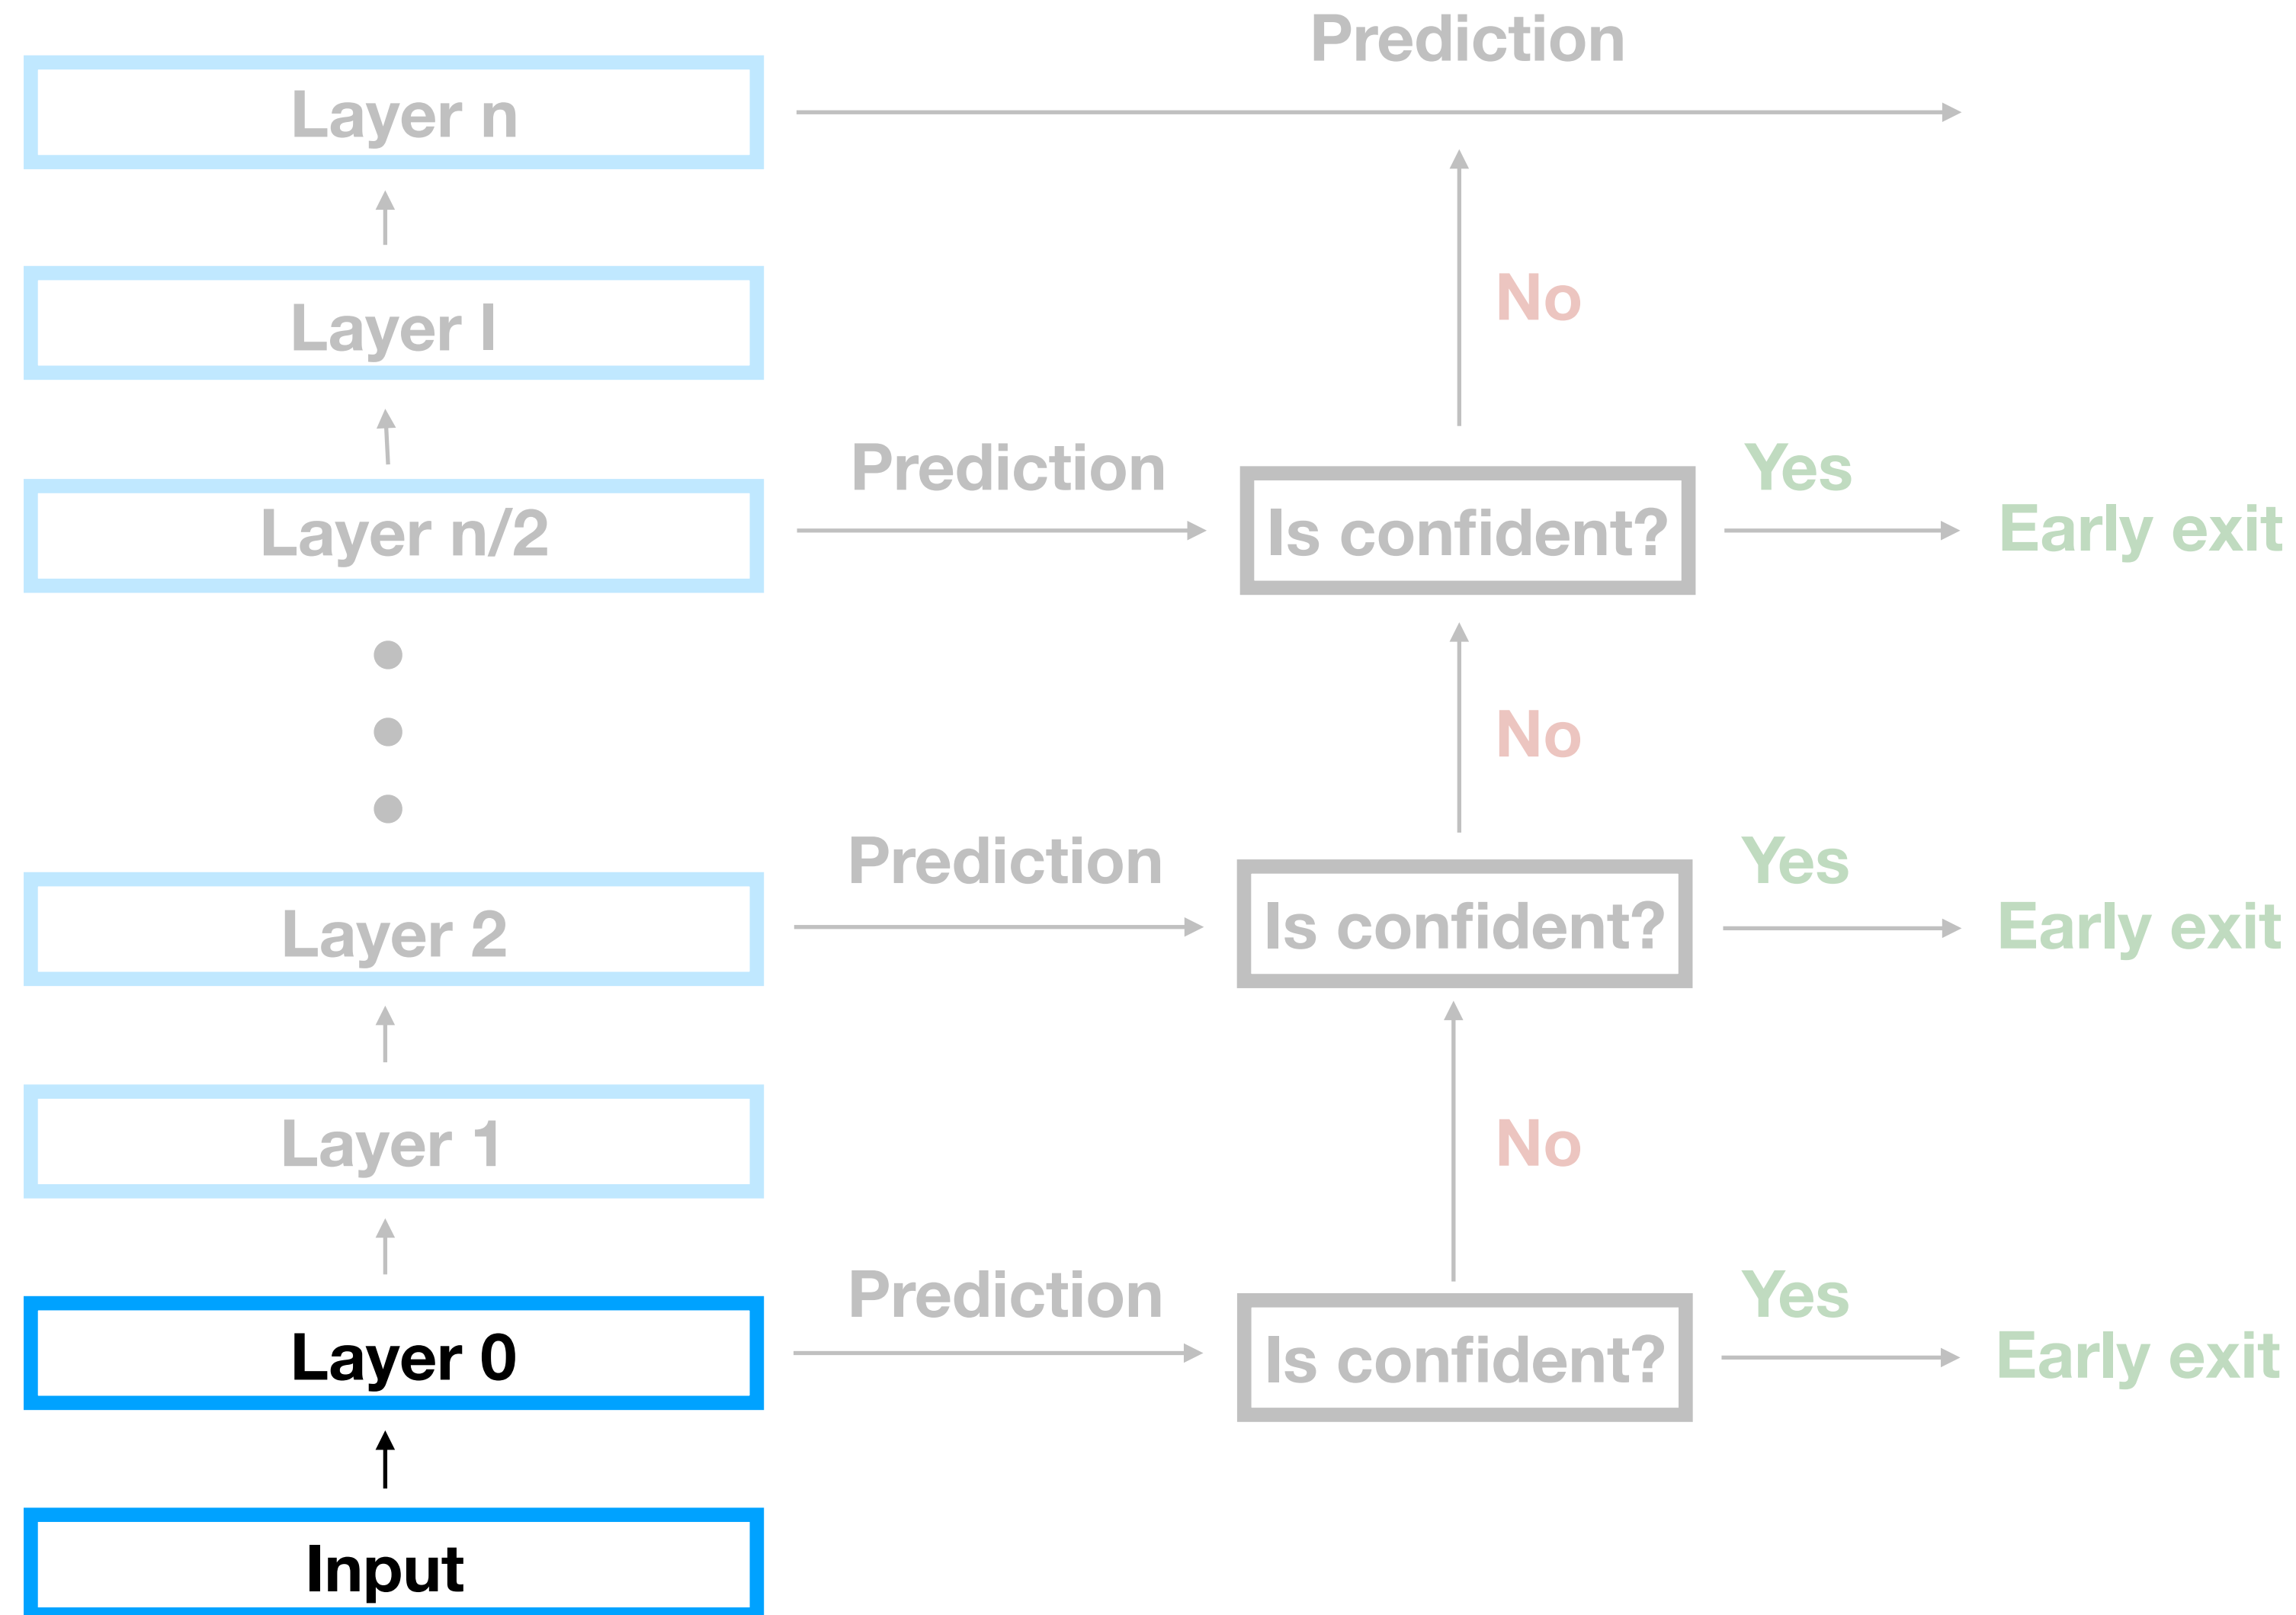 Prediction
Layer n
Layer l
No
Prediction
Yes
Layer n/2
Is confident?
Early exit
No
Prediction
Yes
Layer 2
Is confident?
Early exit
Layer 1
No
Prediction
Yes
Layer 0
Is confident?
Early exit
Input